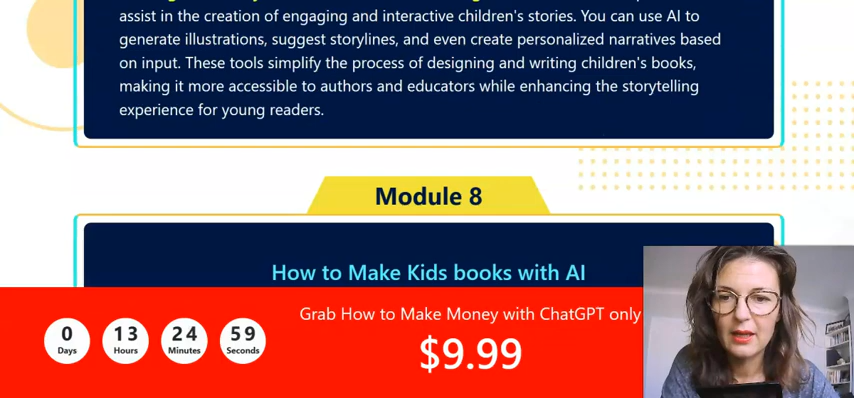 assist in the creation of engaging and interactive children's stories. You can use AI to
generate illustrations, suggest storylines, and even create personalized narratives based
on input. These tools simplify the process of designing and writing children's books,
making it more accessible to authors and educators while enhancing the storytelling
experience for young readers.
Module 8
How to Make Kids books with AI
0 13 24 59
Days Hours Minutes Seconds
Grab How to Make Money with ChatGPT only
$9.99